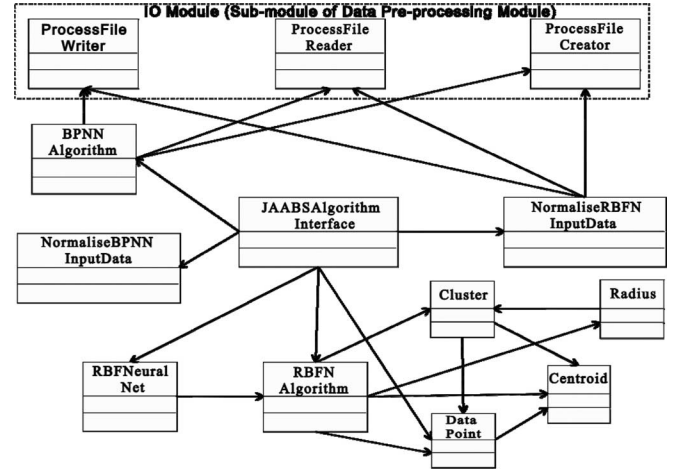 IO Module (Sub-module of Data Pre-processing Module)
ProcessFile
Writer
ProcessFile
Reader
ProcessFile
Creator
BPNN
Algorithm
JAABSAlgorithm
Interface
NormaliseRBFN
InputData
NormaliseBPNN
InputData
Cluster
Radius
RBFNeural
Net
RBFN
Algorithm
Centroid
Data
Point